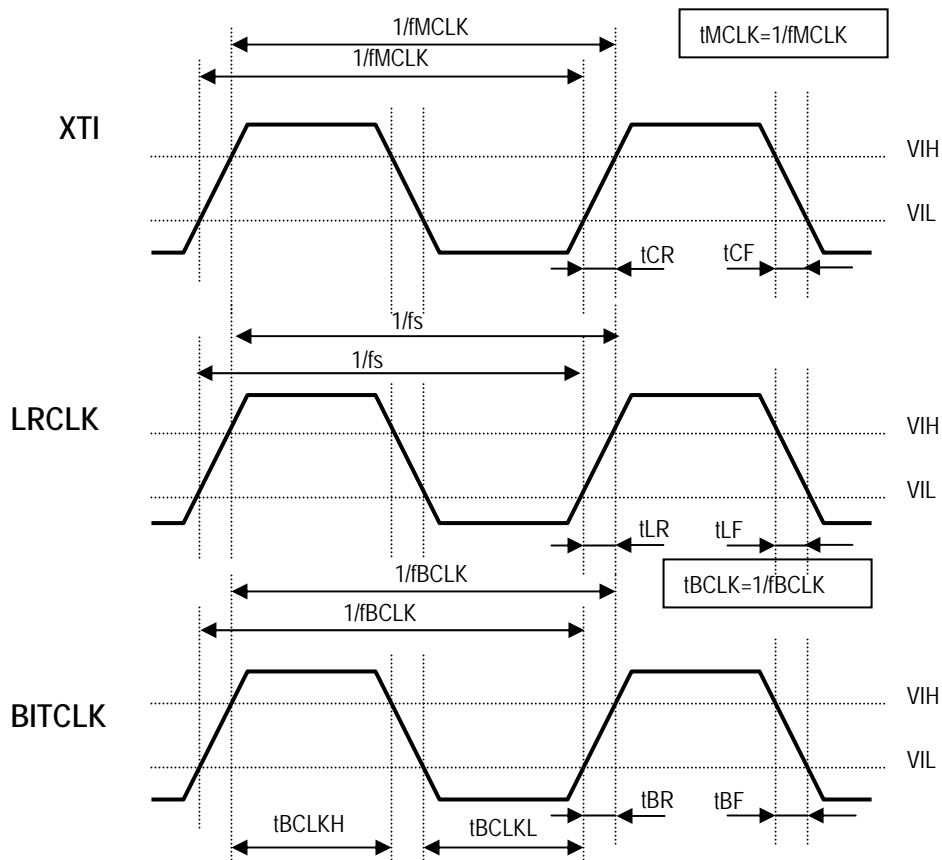 1/fMCLK
tMCLK=1/fMCLK
1/fMCLK
XTI
VIH
VIL
tCR
tCF
1/fs
1/fs
LRCLK
VIH
VIL
tLR
tLF
1/fBCLK
tBCLK=1/fBCLK
1/fBCLK
BITCLK
VIH
VIL
tBR
tBF
tBCLKH
tBCLKL